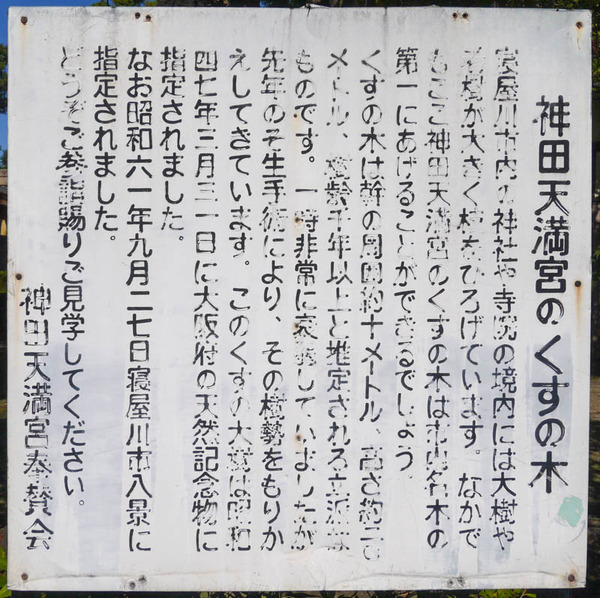 神田天満宮のくすの木
寝屋川市内の神社や寺院の境内には大樹や
老樹が大きく枝をひろげています。なかで
もここ神田天満宮のくすの木は市内名木の
第一にあげることができるでしょう。
くすの木は幹の周囲約十メートル、高さ約二〇
メートル、樹齢千年以上と推定される立派な
ものです。一時非常に衰弱していましたが
先年のそ生手術により、その樹勢をもりか
えしてきています。このくすの大樹は昭和
四七年三月三一日に大阪府の天然記念物に
指定されました。
なお昭和六一年九月二七日寝屋川市八景に
指定されました。
どうぞご参詣賜りご見学してください。
神田天満宮奉賛会